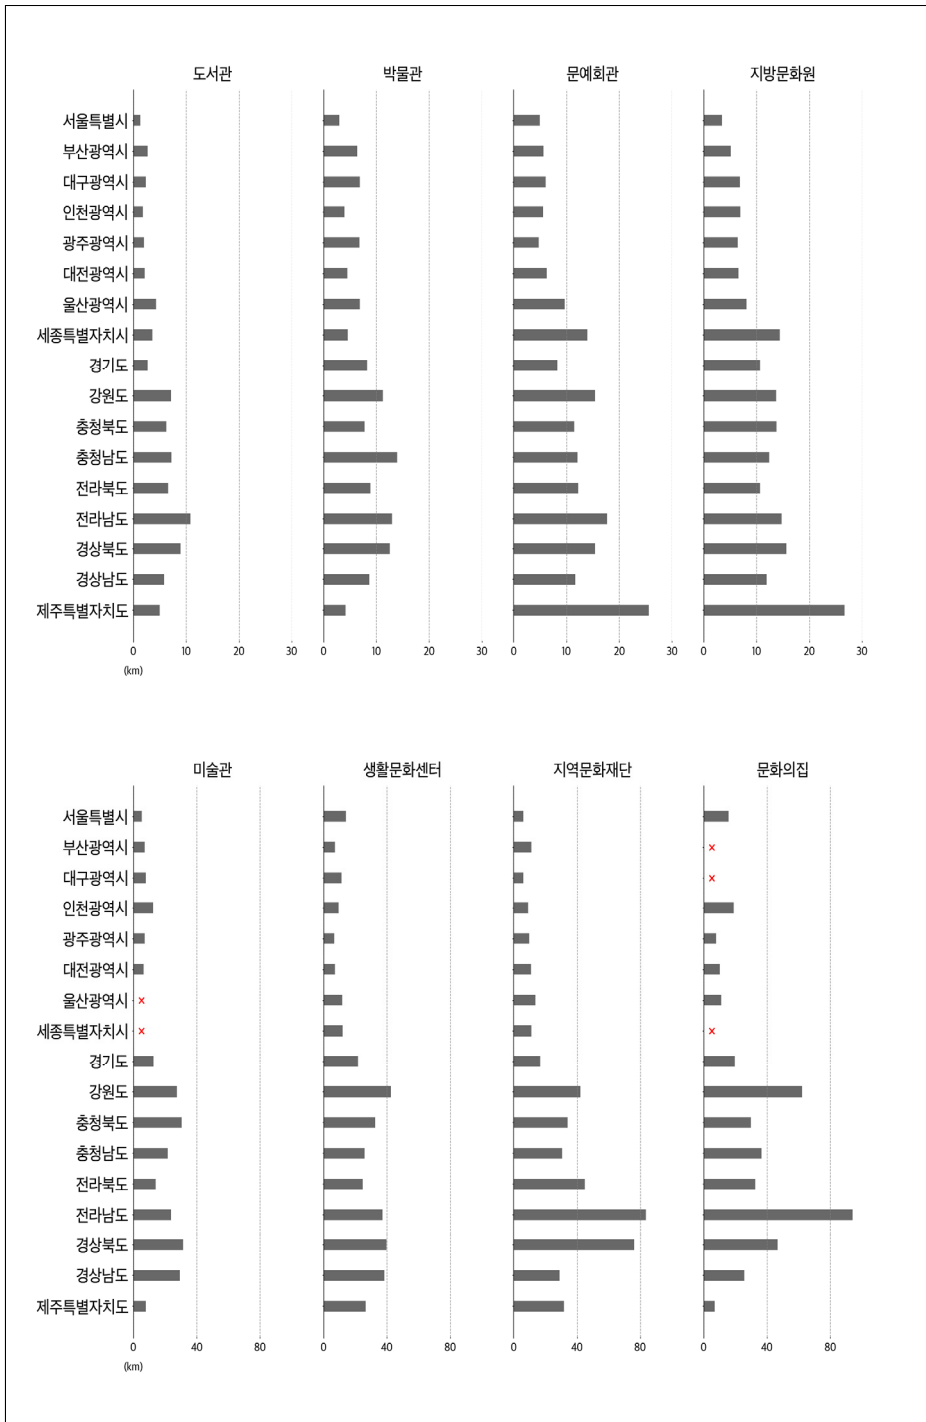 도서관 박물관 문예회관 지방문화원
서울특별시
부산광역시
대구광역시
인천광역시
광주광역시
대전광역시
울산광역시
세종특별자치시
경기도
강원도
충청북도
충청남도
전라북도
전라남도
경상북도
경상남도
제주특별자치도
0 10 20 30 0 10 20 30 0 10 20 30 0 10 20 30
(km)
미술관 생활문화센터 지역문화재단 문화의집
서울특별시
부산광역시
대구광역시
인천광역시
광주광역시
대전광역시
울산광역시
세종특별자치시
경기도
강원도
충청북도
충청남도
전라북도
전라남도
경상북도
경상남도
제주특별자치도
0 40 80 0 40 80 0 40 80 0 40 80
(km)